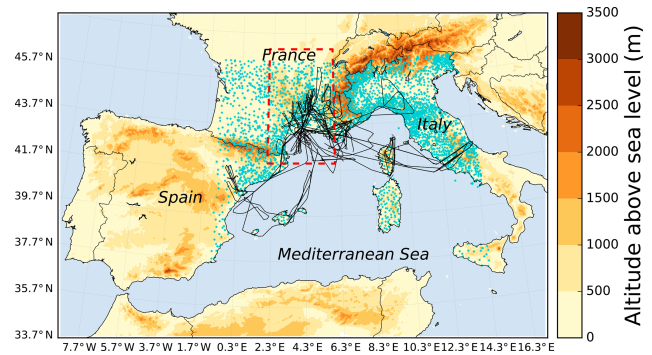 45.7°N
43.7°N
41.7°N
39.7°N
37.7°N
35.7°N
33.7°N
France
Italy
Spain
Mediterranean Sea
7.7°W 5.7°W 3.7°W 1.7°W 0.3°E 2.3°E 4.3°E 6.3°E 8.3°E 10.3°E 12.3°E 14.3°E 16.3°E
3500
3000
2500
2000
1500
1000
500
0
Altitude above sea level (m)